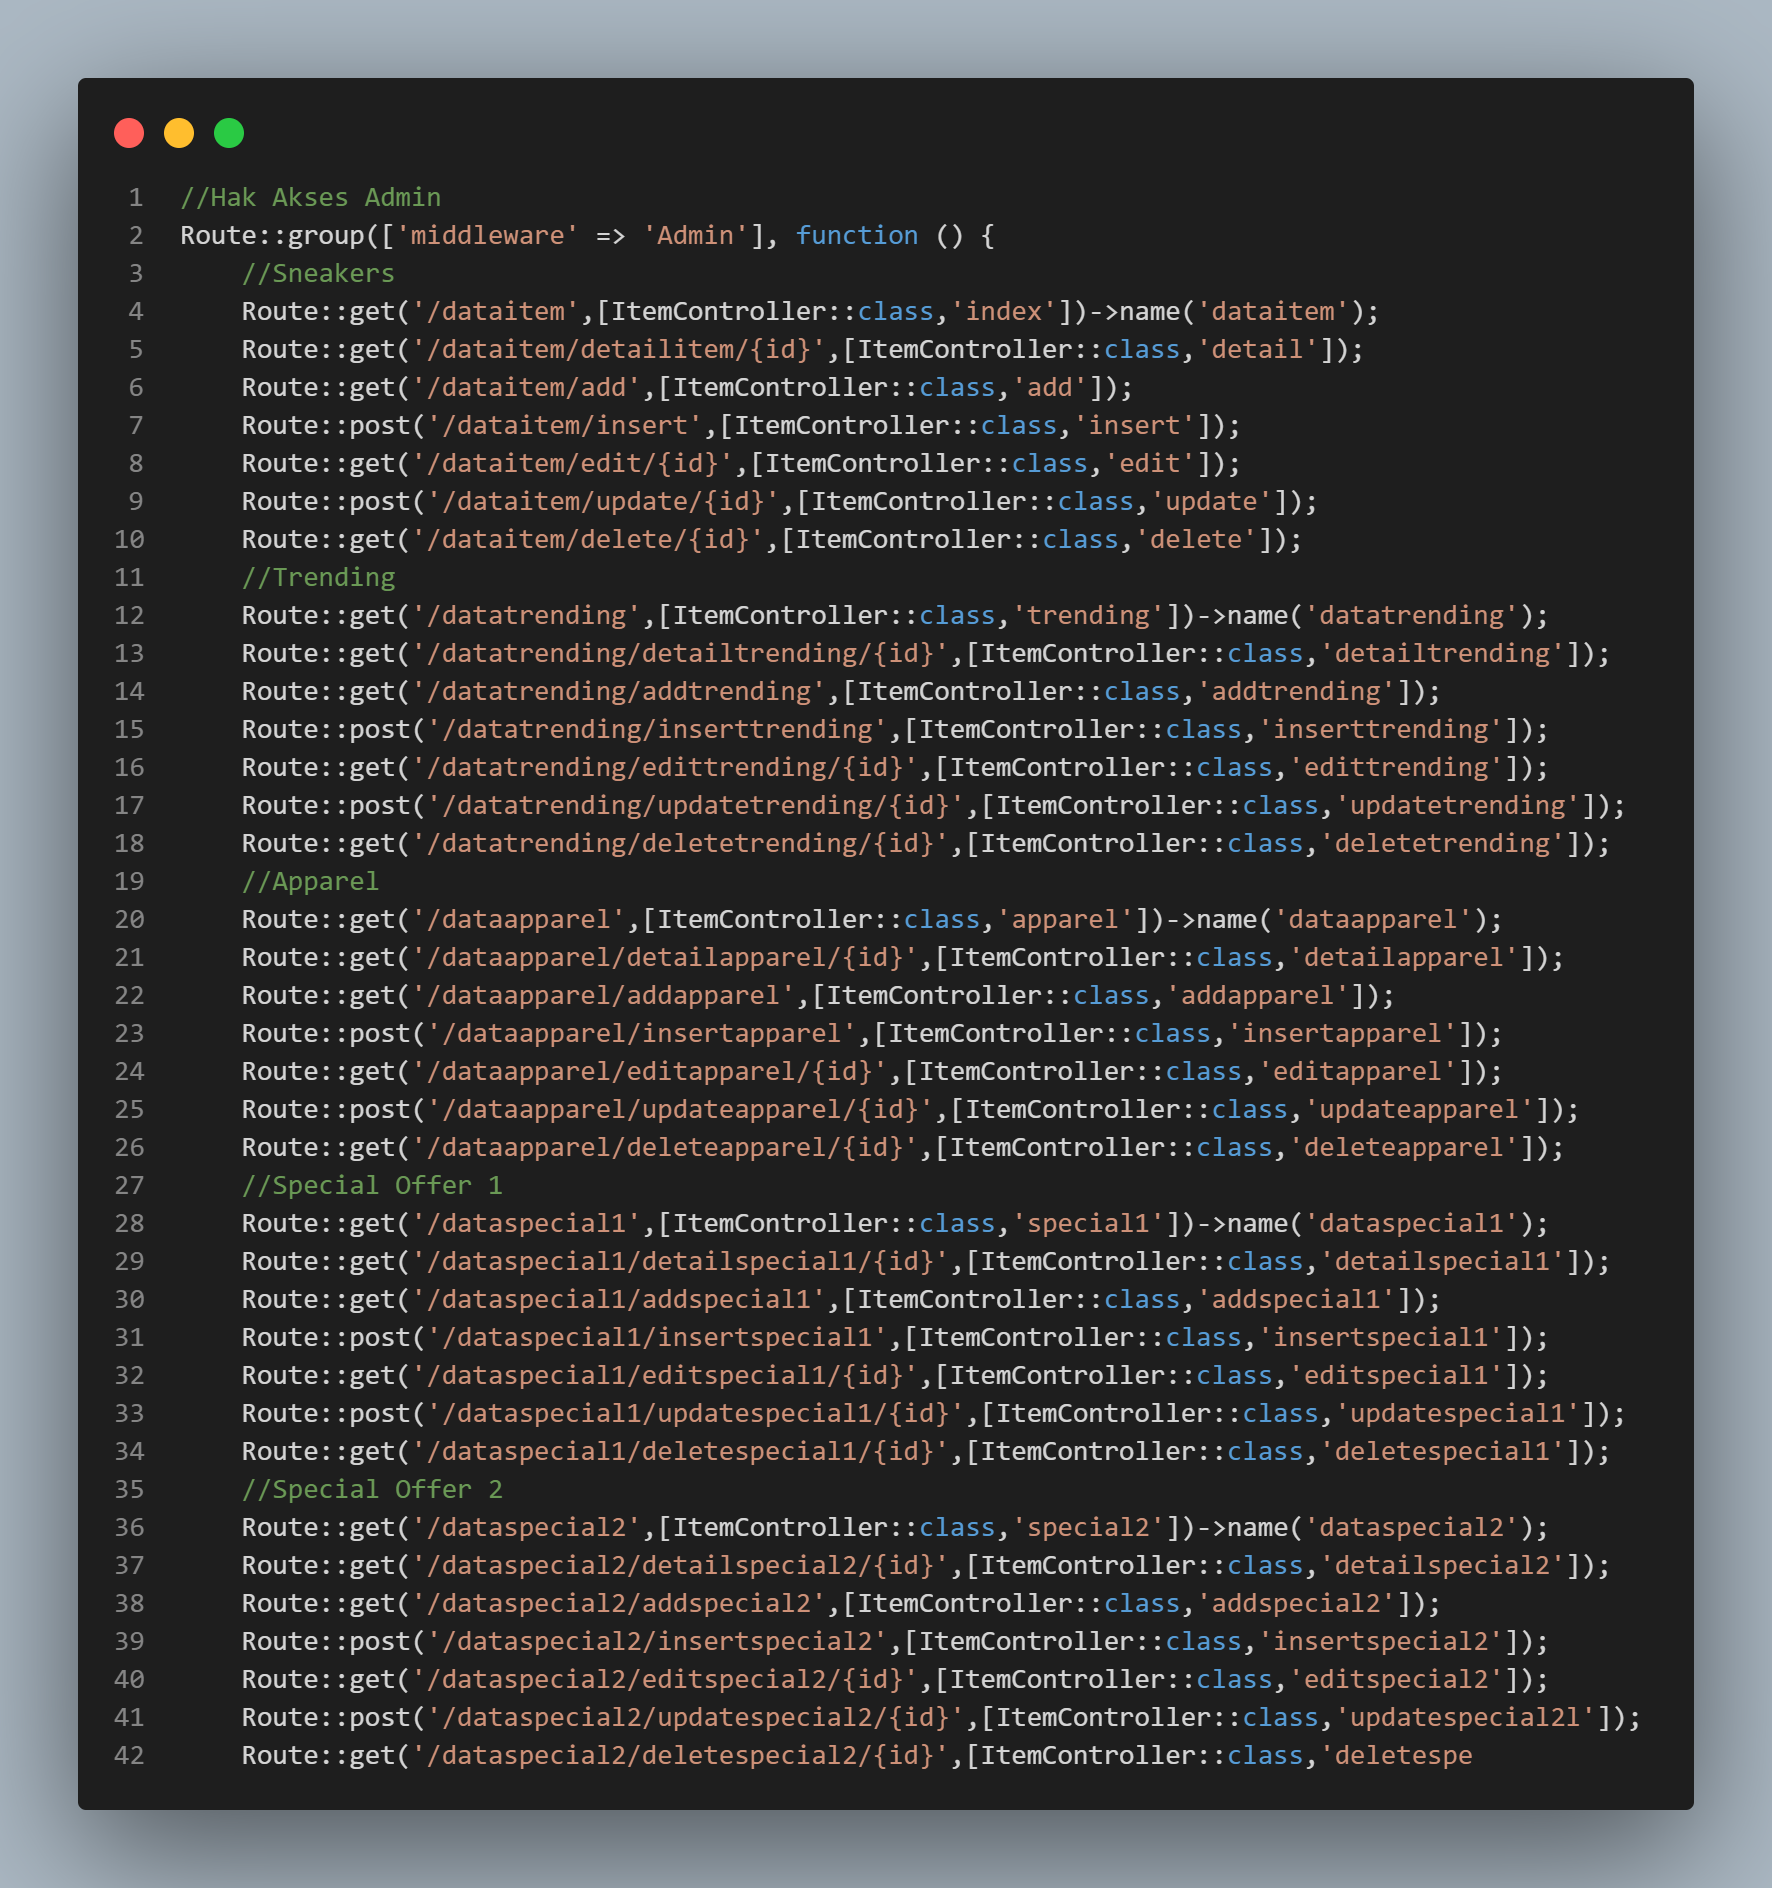 1 //Hak Akses Admin
2 Route::group(['middleware' => 'Admin'], function () {
3 //Sneakers
4 Route::get('/dataitem',[ItemController::class,'index'])->name('dataitem');
5 Route::get('/dataitem/detailitem/{id}',[ItemController::class,'detail']);
6 Route::get('/dataitem/add',[ItemController::class,'add']);
7 Route::post('/dataitem/insert',[ItemController::class,'insert']);
8 Route::get('/dataitem/edit/{id}',[ItemController::class,'edit']);
9 Route::post('/dataitem/update/{id}',[ItemController::class,'update']);
10 Route::get('/dataitem/delete/{id}',[ItemController::class,'delete']);
11 //Trending
12 Route::get('/datatrending',[ItemController::class,'trending'])->name('datatrending');
13 Route::get('/datatrending/detailtrending/{id}',[ItemController::class,'detailtrending']);
14 Route::get('/datatrending/addtrending',[ItemController::class,'addtrending']);
15 Route::post('/datatrending/inserttrending',[ItemController::class,'inserttrending']);
16 Route::get('/datatrending/edittrending/{id}',[ItemController::class,'edittrending']);
17 Route::post('/datatrending/updatetrending/{id}',[ItemController::class,'updatetrending']);
18 Route::get('/datatrending/deletetrending/{id}',[ItemController::class,'deletetrending']);
19 //Apparel
20 Route::get('/dataapparel',[ItemController::class,'apparel'])->name('dataapparel');
21 Route::get('/dataapparel/detailapparel/{id}',[ItemController::class,'detailapparel']);
22 Route::get('/dataapparel/addapparel',[ItemController::class,'addapparel']);
23 Route::post('/dataapparel/insertapparel',[ItemController::class,'insertapparel']);
24 Route::get('/dataapparel/editapparel/{id}',[ItemController::class,'editapparel']);
25 Route::post('/dataapparel/updateapparel/{id}',[ItemController::class,'updateapparel']);
26 Route::get('/dataapparel/deleteapparel/{id}',[ItemController::class,'deleteapparel']);
27 //Special Offer 1
28 Route::get('/dataspecial1',[ItemController::class,'special1'])->name('dataspecial1');
29 Route::get('/dataspecial1/detailspecial1/{id}',[ItemController::class,'detailspecial1']);
30 Route::get('/dataspecial1/addspecial1',[ItemController::class,'addspecial1']);
31 Route::post('/dataspecial1/insertspecial1',[ItemController::class,'insertspecial1']);
32 Route::get('/dataspecial1/editspecial1/{id}',[ItemController::class,'editspecial1']);
33 Route::post('/dataspecial1/updatespecial1/{id}',[ItemController::class,'updatespecial1']);
34 Route::get('/dataspecial1/deletespecial1/{id}',[ItemController::class,'deletespecial1']);
35 //Special Offer 2
36 Route::get('/dataspecial2',[ItemController::class,'special2'])->name('dataspecial2');
37 Route::get('/dataspecial2/detailspecial2/{id}',[ItemController::class,'detailspecial2']);
38 Route::get('/dataspecial2/addspecial2',[ItemController::class,'addspecial2']);
39 Route::post('/dataspecial2/insertspecial2',[ItemController::class,'insertspecial2']);
40 Route::get('/dataspecial2/editspecial2/{id}',[ItemController::class,'editspecial2']);
41 Route::post('/dataspecial2/updatespecial2/{id}',[ItemController::class,'updatespecial2l']);
42 Route::get('/dataspecial2/deletespecial2/{id}',[ItemController::class,'deletespe